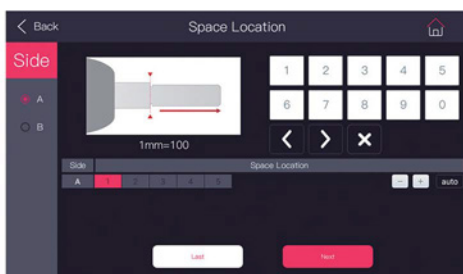 Back
Space Location
Side
A
B
1mm=100
1 2 3 4 5
6 7 8 9 0
Side Space Location
A 1 2 3 4 5 - + auto
Last Next